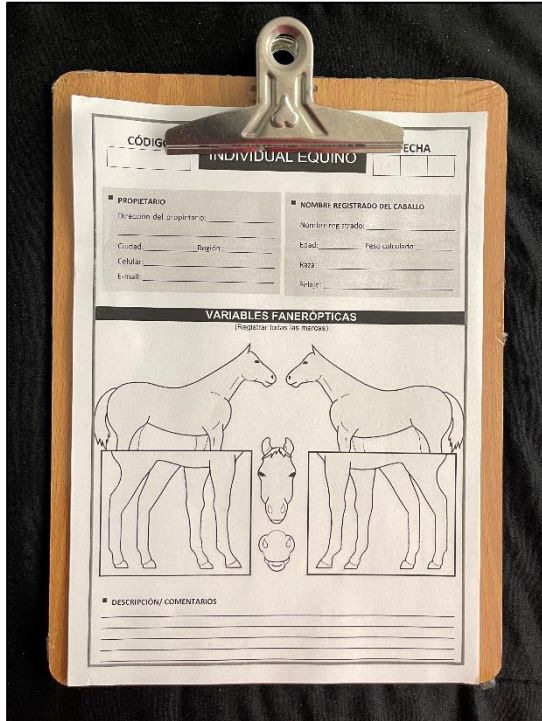 CÓDIGO
INDIVIDUAL EQUINO
FECHA
PROPIETARIO
Dirección del propietario:
Ciudad: Región:
Celular:
E-mail:
NOMBRE REGISTRADO DEL CABALLO
Nombre registrado:
Edad: Peso calculado:
Raza:
Pelaje:
VARIABLES FANERÓPTICAS
(Registrar todas las marcas)
DESCRIPCIÓN/ COMENTARIOS